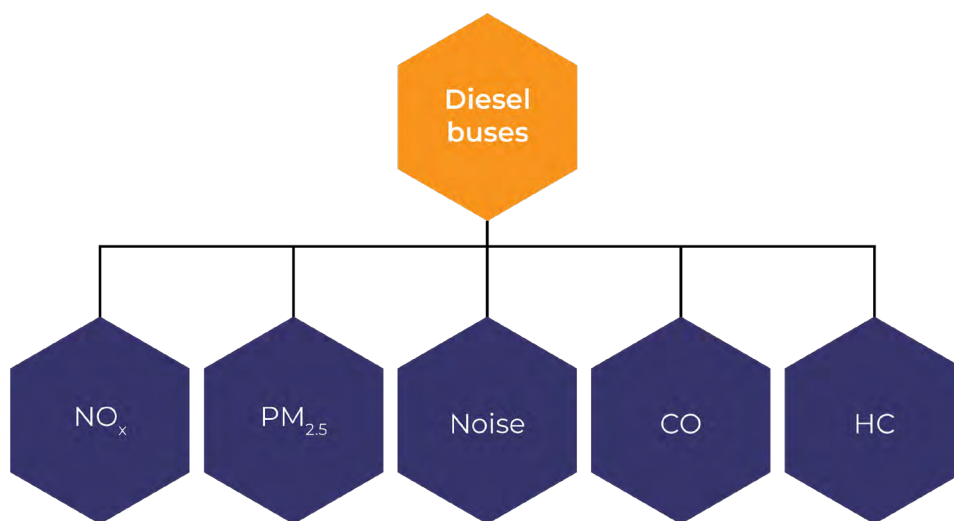 Diesel
buses
NOₓ
PM₂.₅
Noise
CO
HC